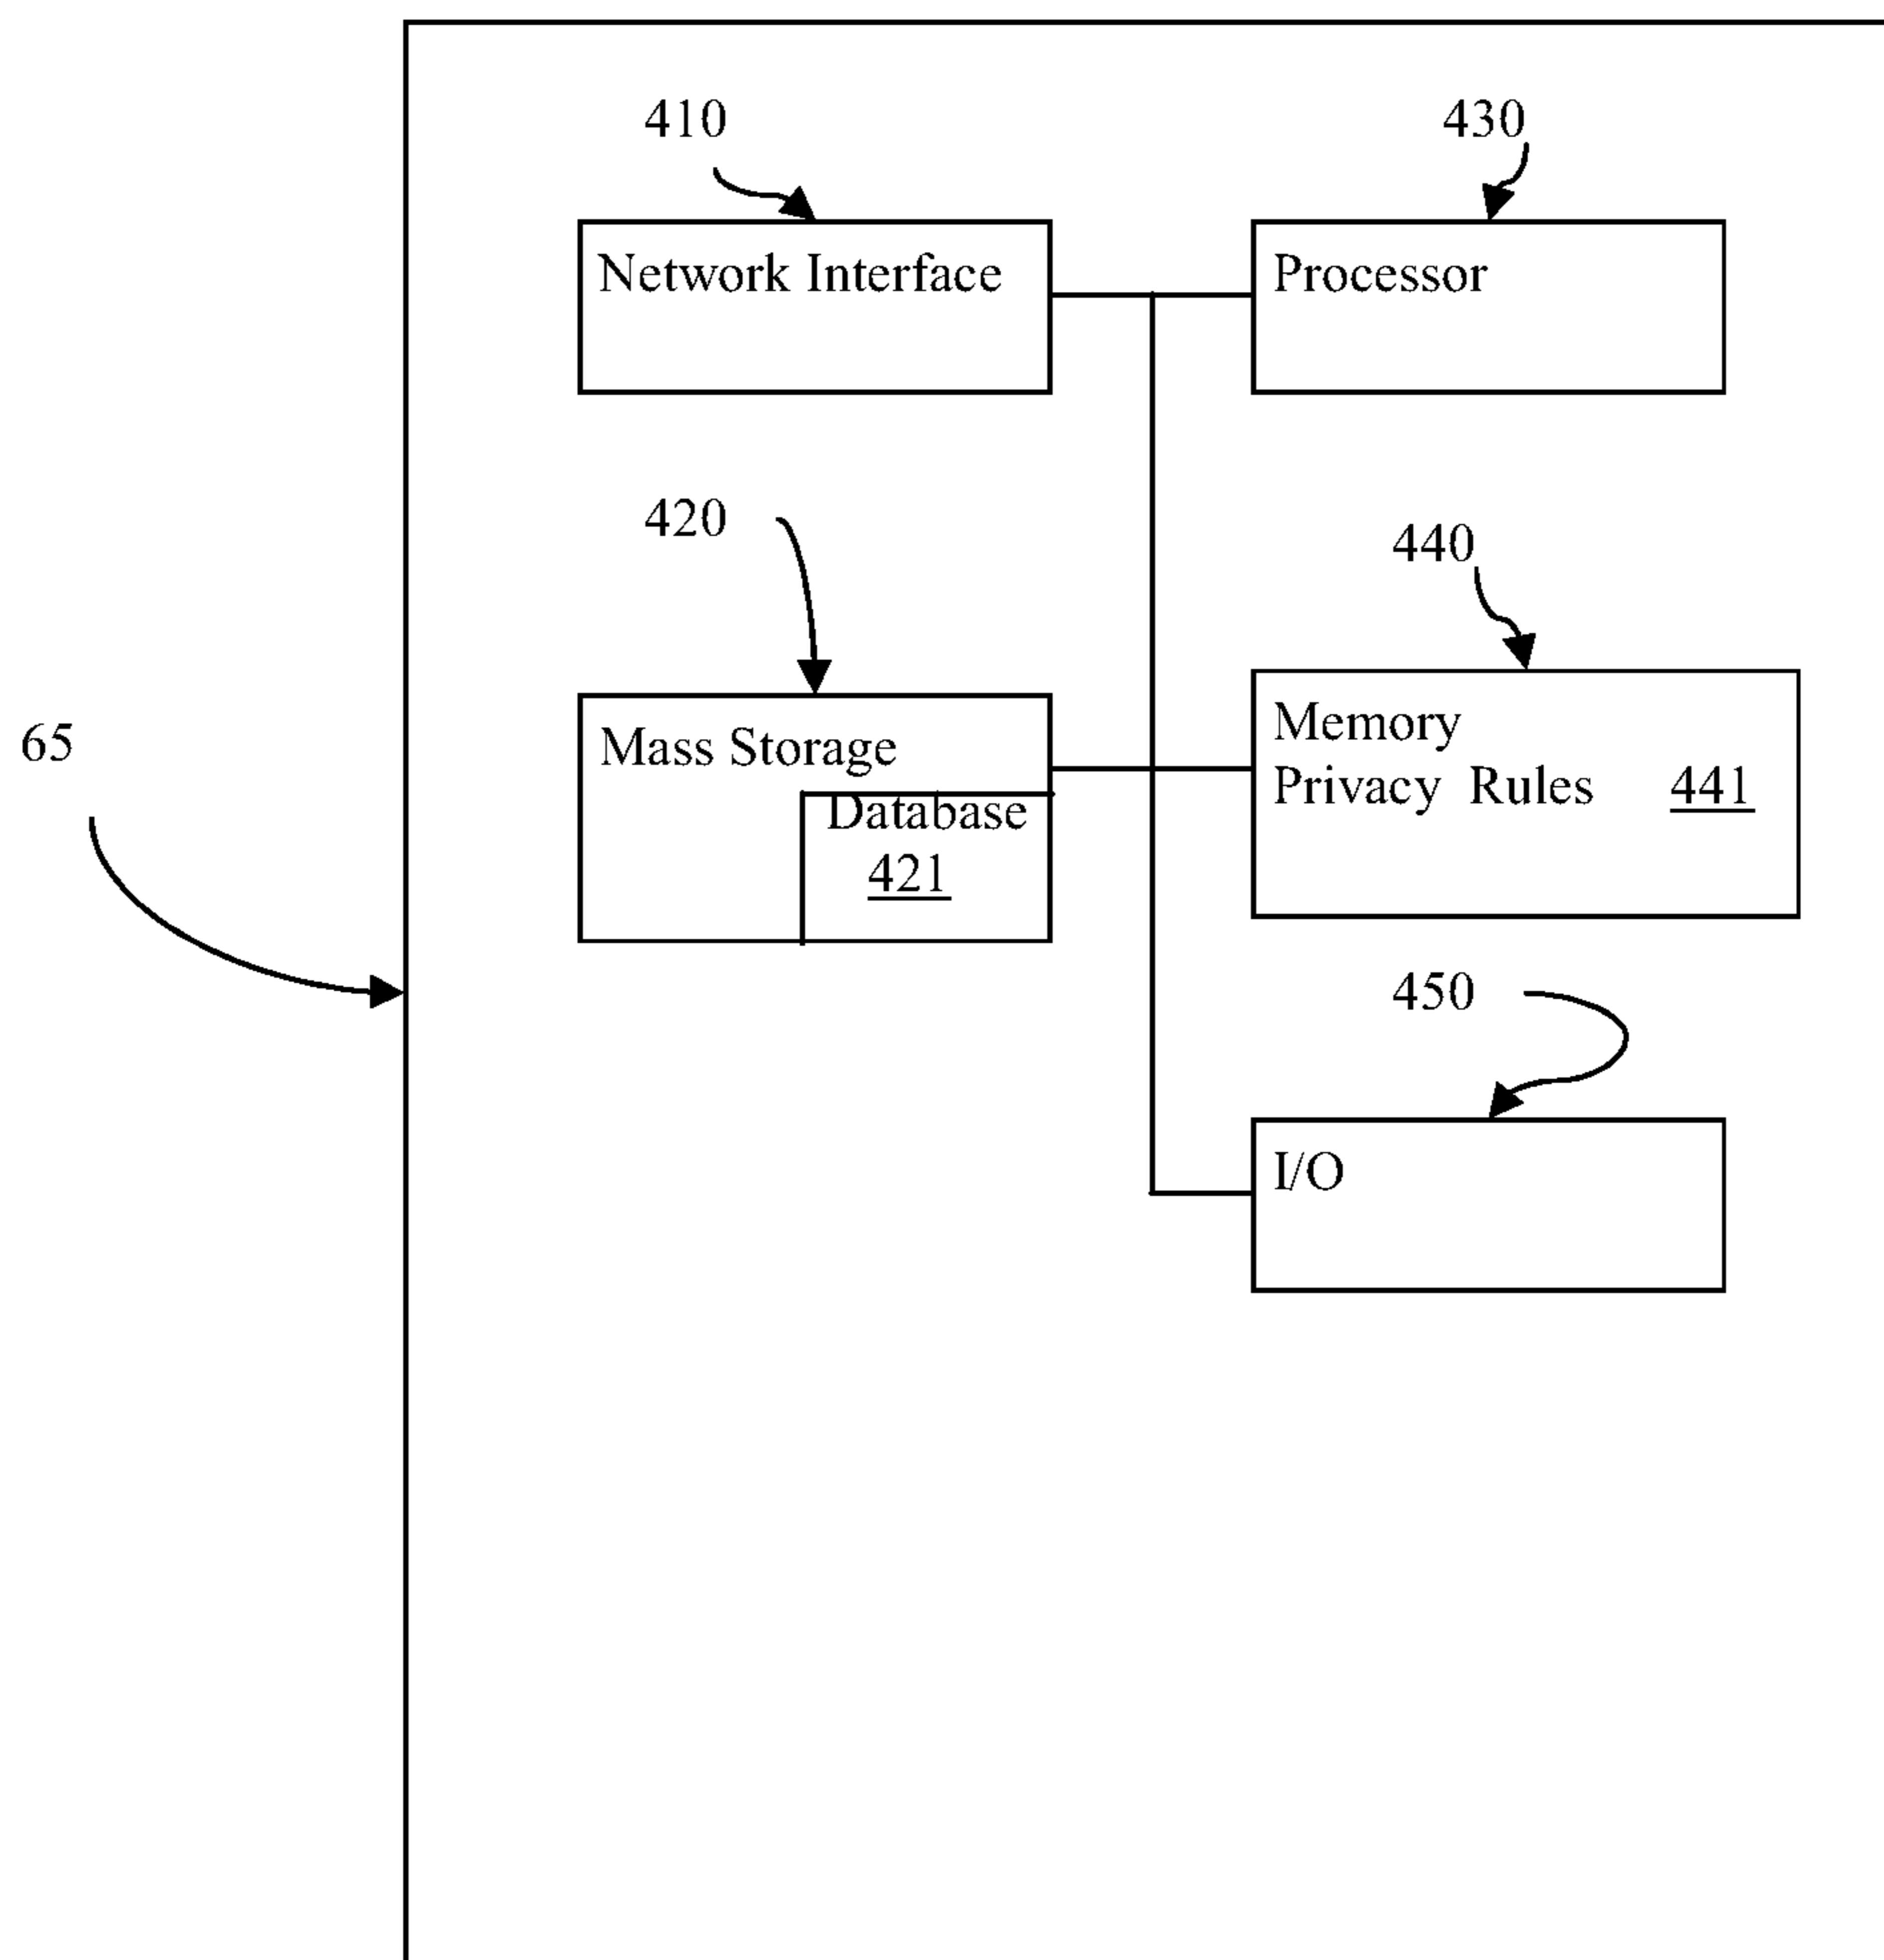 410
430
Network Interface
Processor
420
440
65
Mass Storage
Database
421
Memory
Privacy Rules 441
450
I/O